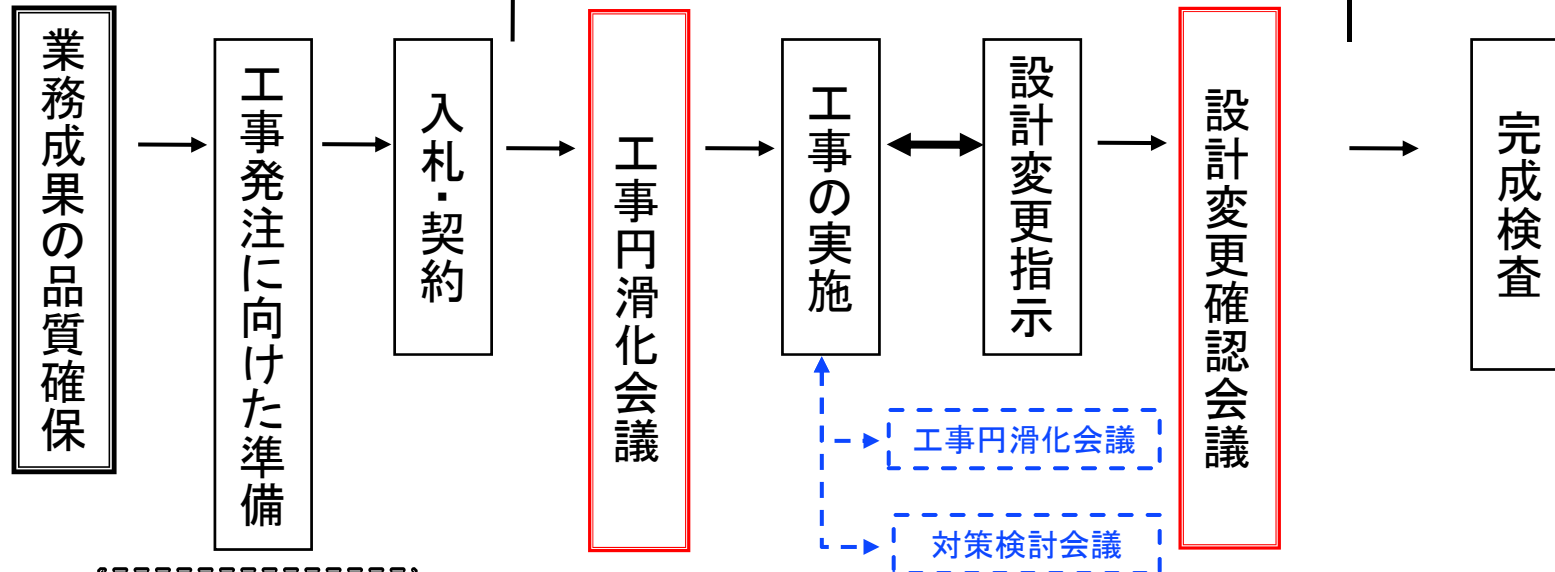 業務成果の品質確保
工事発注に向けた準備
入札・契約
工事円滑化会議
工事の実施
設計変更指示
設計変更確認会議
完成検査
工事円滑化会議
対策検討会議